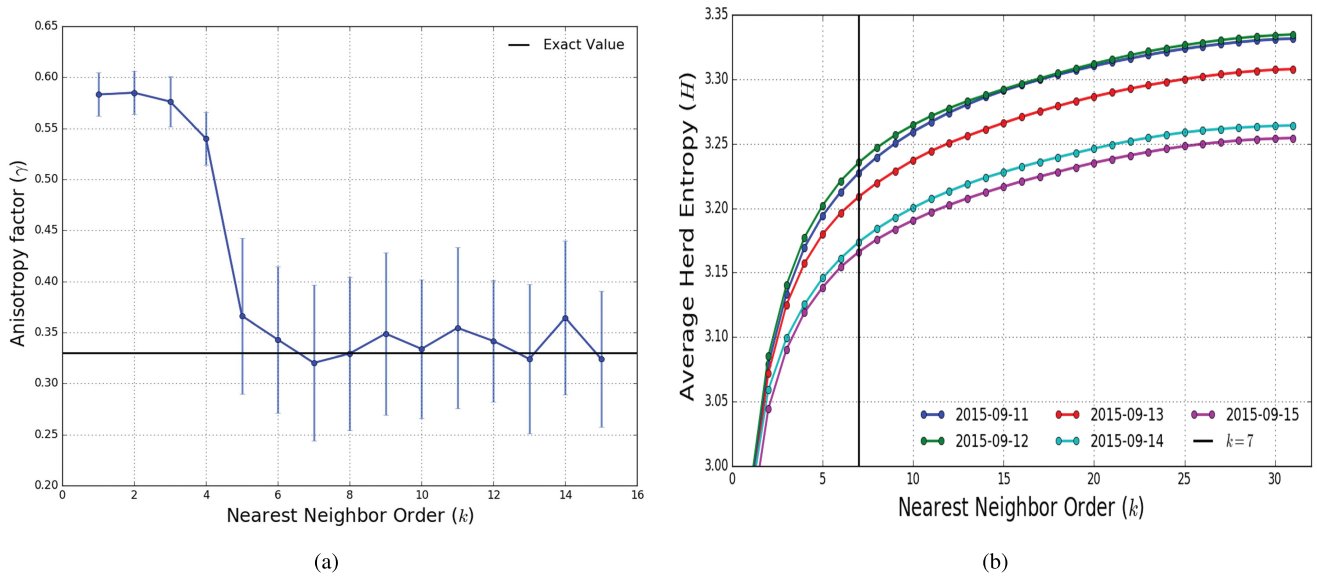 0.65
0.60
0.55
0.50
0.45
0.40
0.35
0.30
0.25
0.20
Anisotropy factor (γ)
Exact Value
0 2 4 6 8 10 12 14 16
Nearest Neighbor Order (k)
(a)
3.35
3.30
3.25
3.20
3.15
3.10
3.05
3.00
Average Herd Entropy (H)
2015-09-11 2015-09-13 2015-09-15
2015-09-12 2015-09-14 k=7
0 5 10 15 20 25 30
Nearest Neighbor Order (k)
(b)